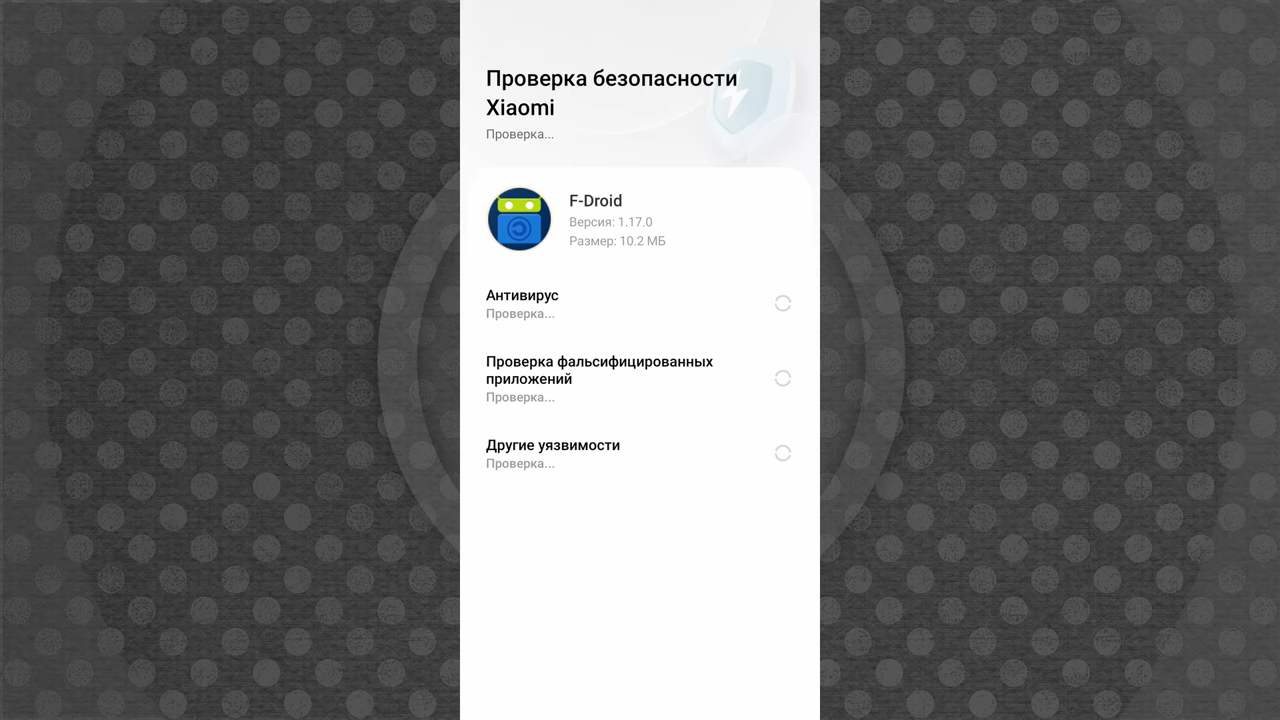 Проверка безопасности
Xiaomi
Проверка...
F-Droid
Версия: 1.17.0
Размер: 10.2 МБ
Антивирус
Проверка...
Проверка фальсифицированных
приложений
Проверка...
Другие уязвимости
Проверка...